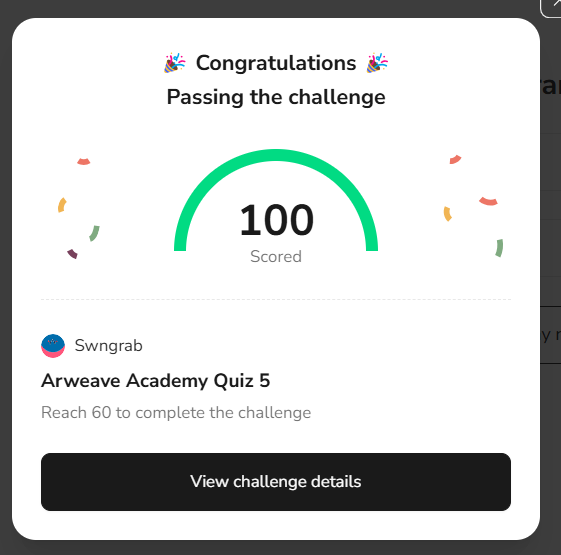 🎉 Congratulations 🎉
Passing the challenge
100
Scored
Swngrab
Arweave Academy Quiz 5
Reach 60 to complete the challenge
View challenge details